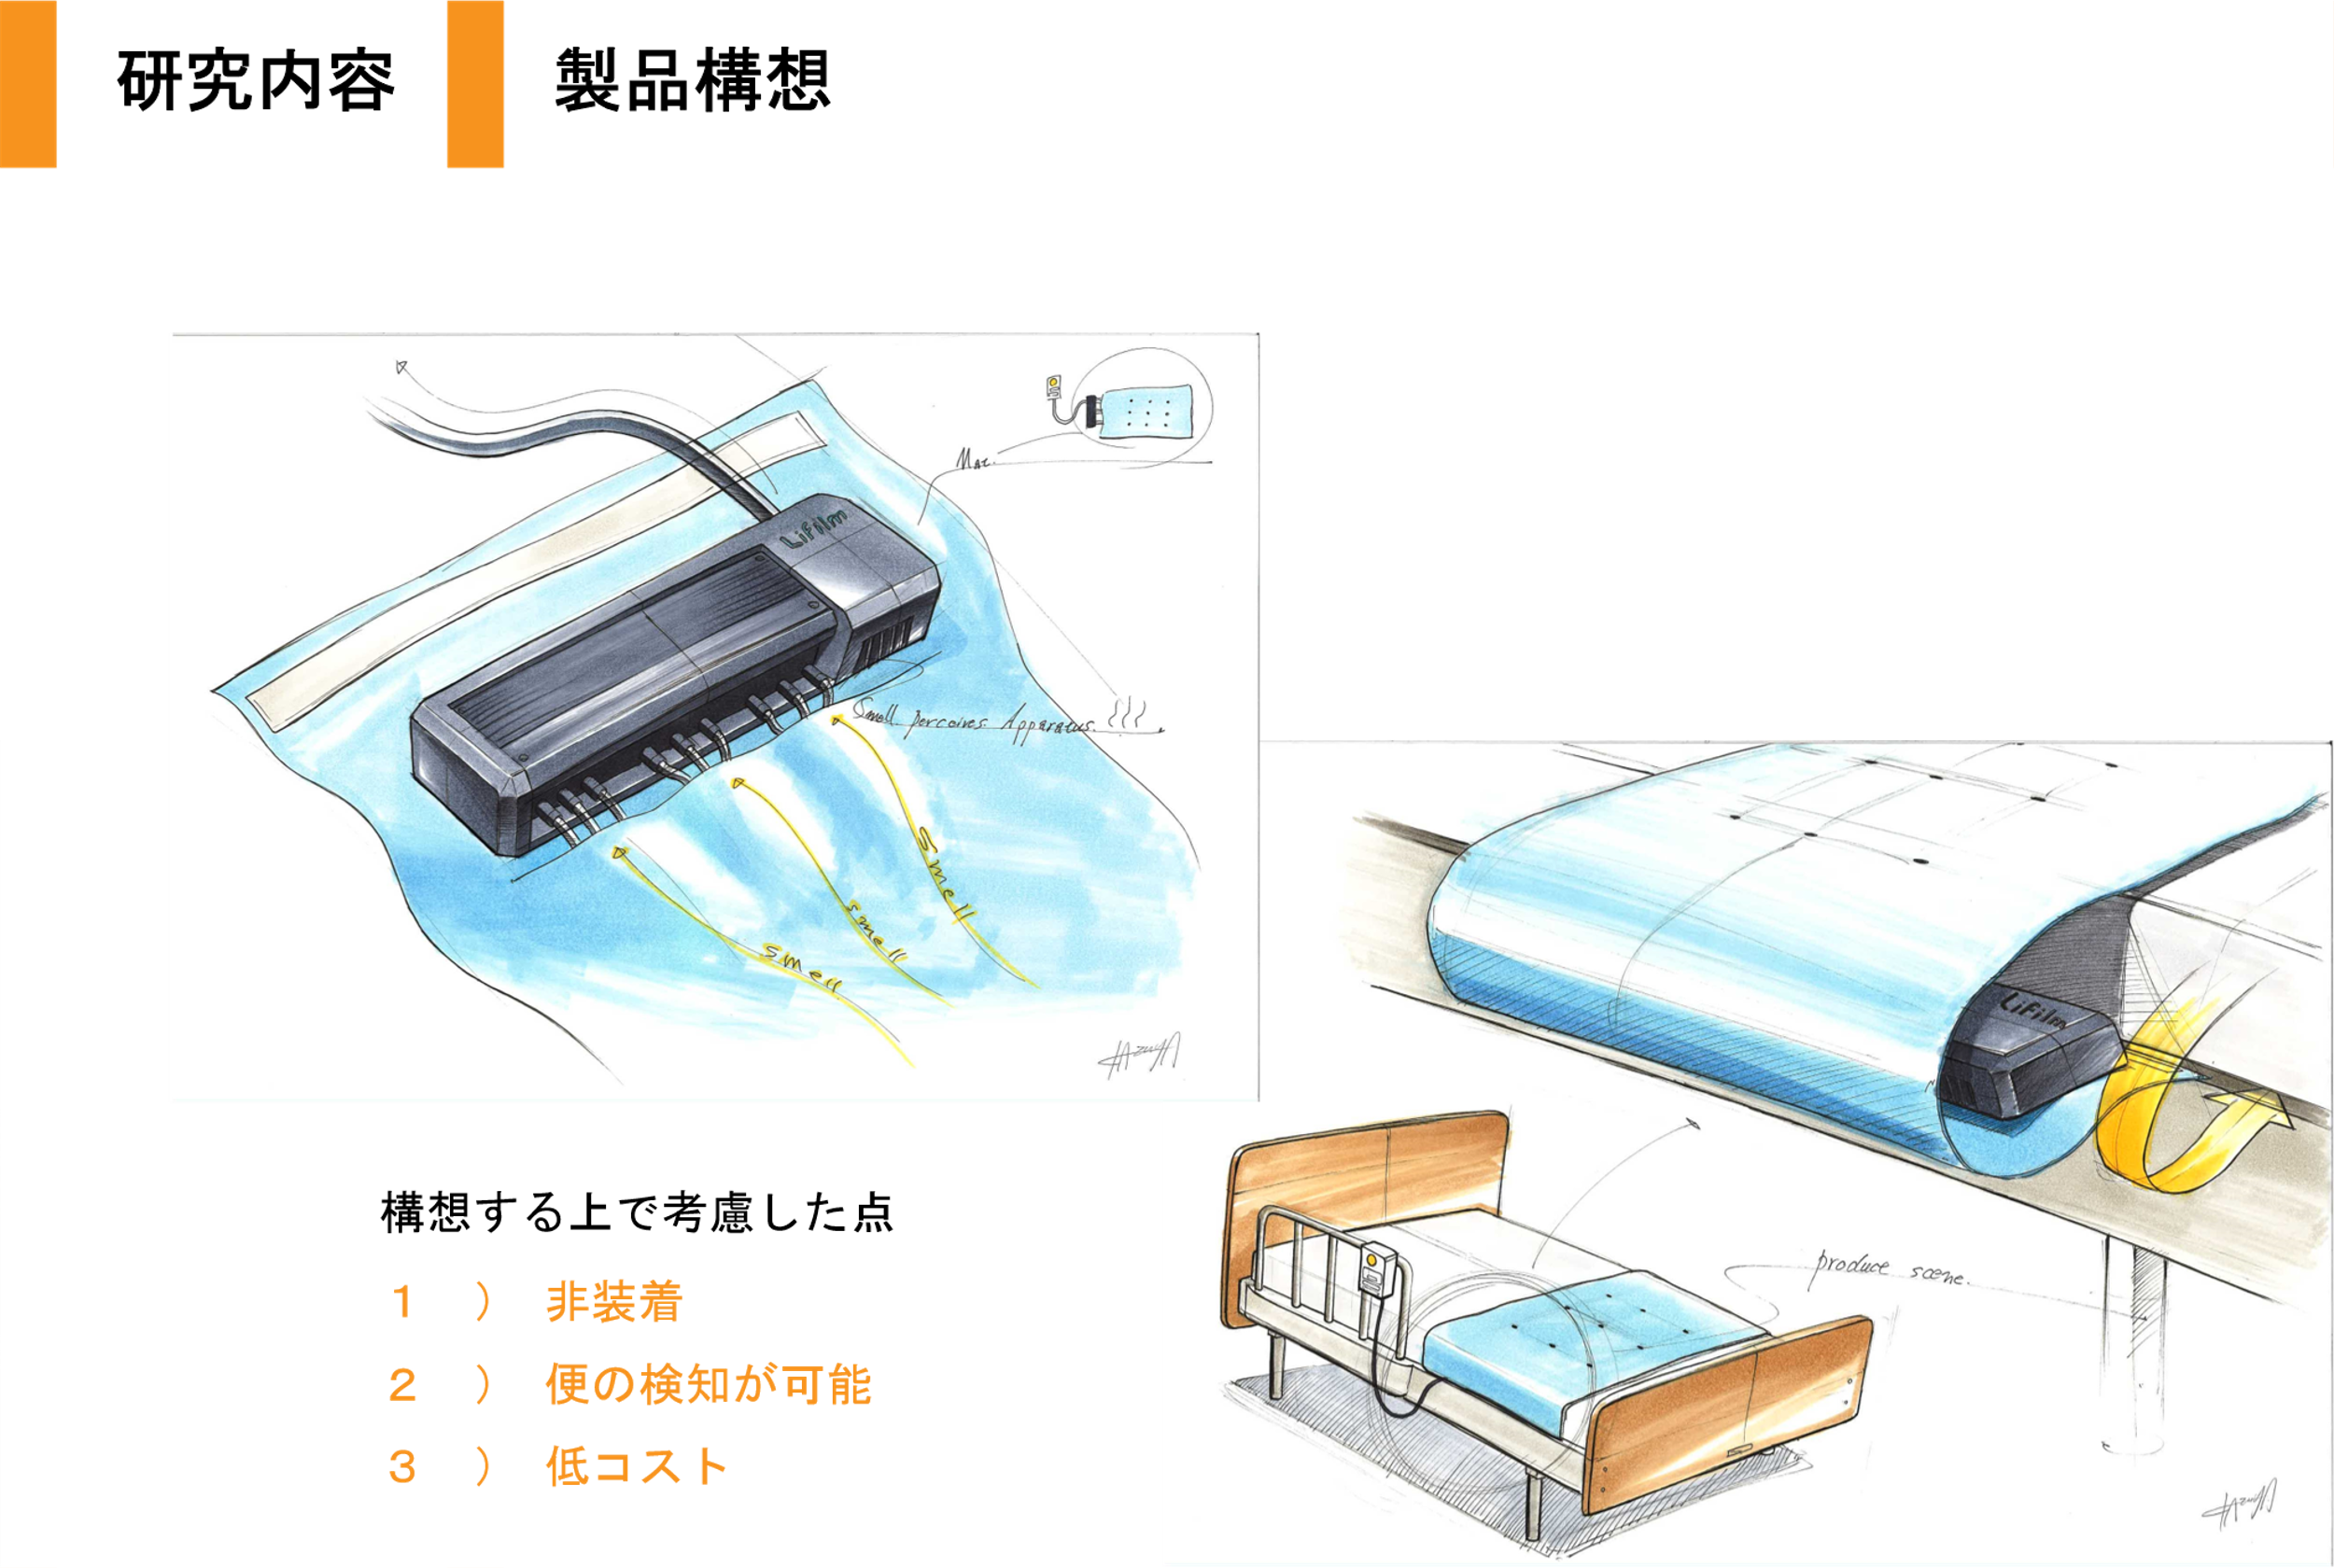 研究内容
製品構想
Mat.
LiFilm
Smell perceives Apparatus.
Smell
smell
smell
LiFilm
produce scene.
構想する上で考慮した点
1 ） 非装着
2 ） 便の検知が可能
3 ） 低コスト